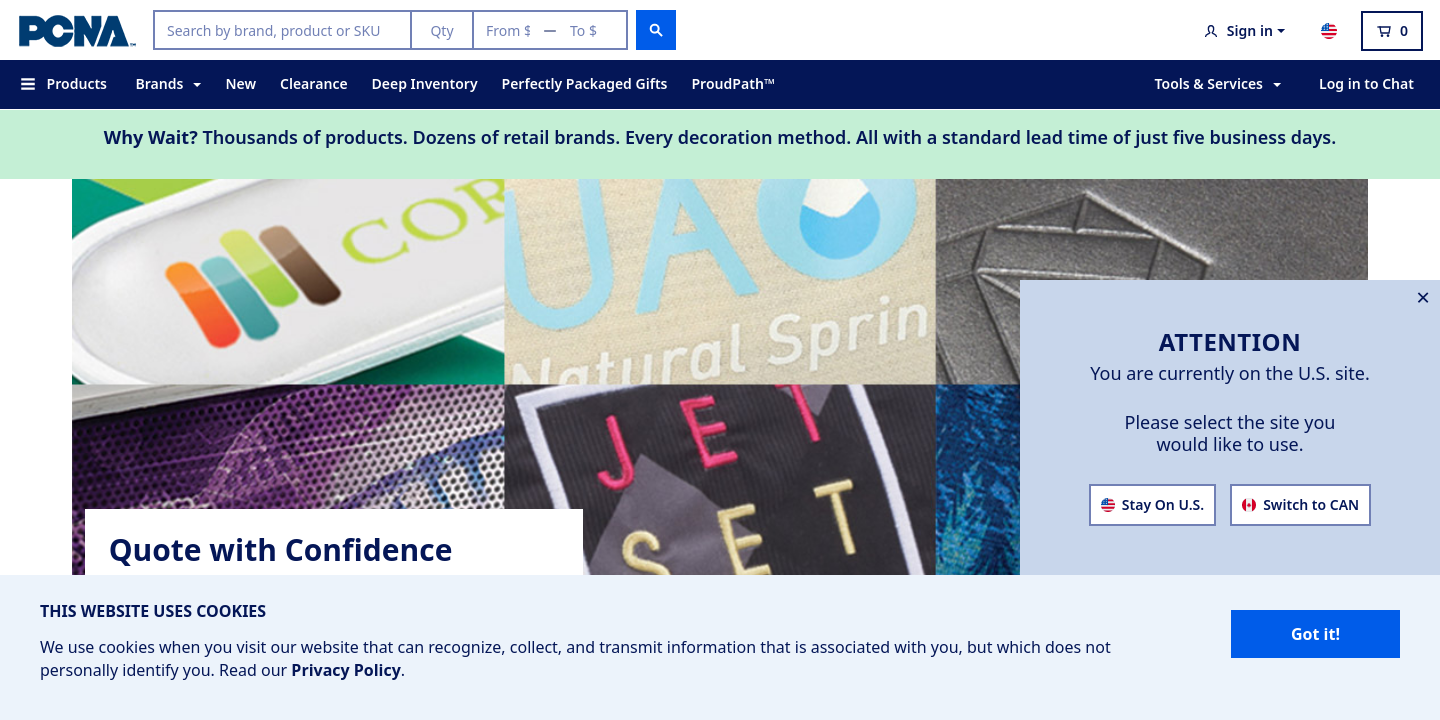 PCNA™
Search by brand, product or SKU
Qty
From $ — To $
Sign in
0
Products
Brands
New
Clearance
Deep Inventory
Perfectly Packaged Gifts
ProudPath™
Tools & Services
Log in to Chat
Why Wait? Thousands of products. Dozens of retail brands. Every decoration method. All with a standard lead time of just five business days.
COR
UA
Natural Sprin
JET
SET
ATTENTION
You are currently on the U.S. site.
Please select the site you
would like to use.
Stay On U.S.
Switch to CAN
Quote with Confidence
THIS WEBSITE USES COOKIES
We use cookies when you visit our website that can recognize, collect, and transmit information that is associated with you, but which does not
personally identify you. Read our Privacy Policy.
Got it!